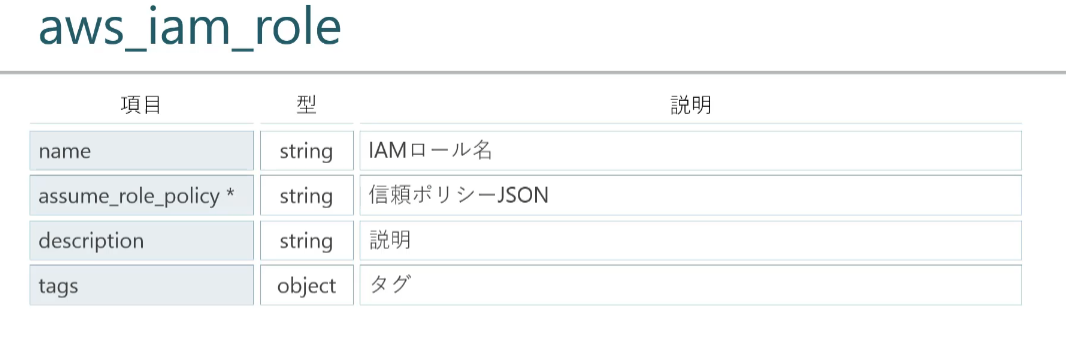 aws_iam_role
項目 型 説明
name string IAMロール名
assume_role_policy * string 信頼ポリシーJSON
description string 説明
tags object タグ